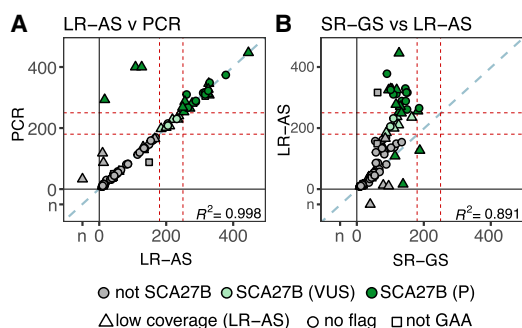 A LR−AS v PCR
B SR−GS vs LR−AS
PCR
400
200
0
n
n 0 200 400
R² = 0.998
LR−AS
LR−AS
400
200
0
n
n 0 200 400
R² = 0.891
SR−GS
not SCA27B SCA27B (VUS) SCA27B (P)
low coverage (LR−AS) no flag not GAA